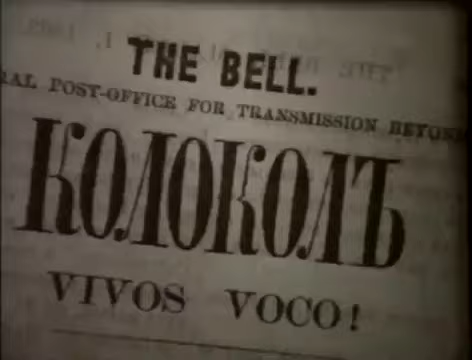 THE BELL.
POST-OFFICE FOR TRANSMISSION
КОЛОКОЛЪ
VIVOS VOCO!